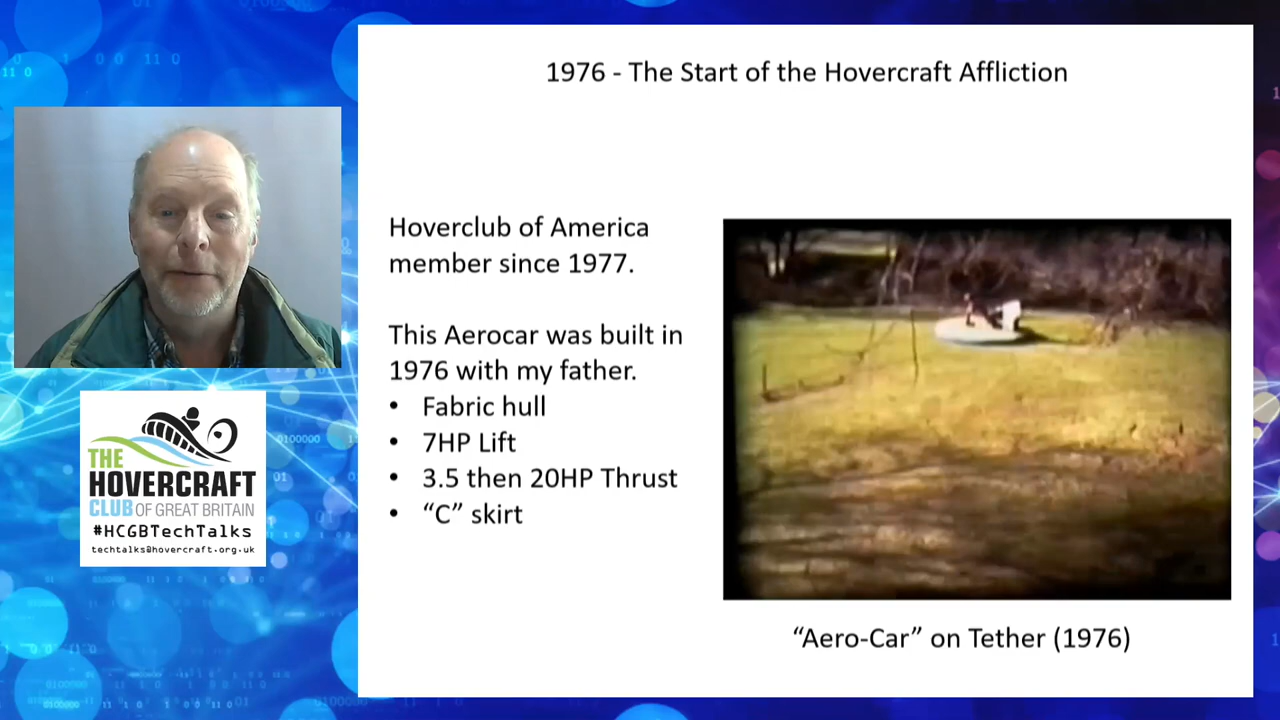 1976 - The Start of the Hovercraft Affliction
Hoverclub of America
member since 1977.
This Aerocar was built in
1976 with my father.
• Fabric hull
• 7HP Lift
• 3.5 then 20HP Thrust
• “C” skirt
“Aero-Car” on Tether (1976)
THE
HOVERCRAFT
CLUB OF GREAT BRITAIN
#HCGBTechTalks
techtalks@hovercraft.org.uk